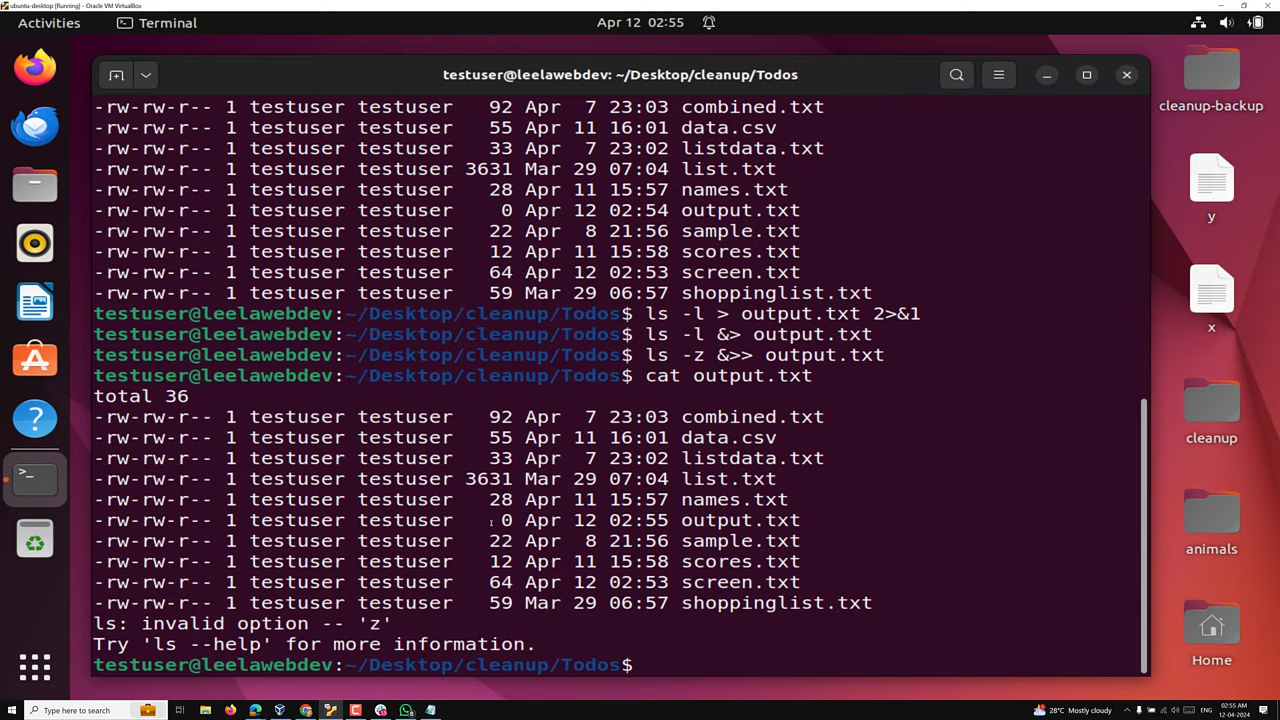 ubuntu-desktop [Running] - Oracle VM VirtualBox
Activities
Terminal
Apr 12 02:55
testuser@leelawebdev: ~/Desktop/cleanup/Todos
-rw-rw-r-- 1 testuser testuser   92 Apr  7 23:03 combined.txt
-rw-rw-r-- 1 testuser testuser   55 Apr 11 16:01 data.csv
-rw-rw-r-- 1 testuser testuser   33 Apr  7 23:02 listdata.txt
-rw-rw-r-- 1 testuser testuser 3631 Mar 29 07:04 list.txt
-rw-rw-r-- 1 testuser testuser   28 Apr 11 15:57 names.txt
-rw-rw-r-- 1 testuser testuser    0 Apr 12 02:54 output.txt
-rw-rw-r-- 1 testuser testuser   22 Apr  8 21:56 sample.txt
-rw-rw-r-- 1 testuser testuser   12 Apr 11 15:58 scores.txt
-rw-rw-r-- 1 testuser testuser   64 Apr 12 02:53 screen.txt
-rw-rw-r-- 1 testuser testuser   59 Mar 29 06:57 shoppinglist.txt
testuser@leelawebdev:~/Desktop/cleanup/Todos$ ls -l > output.txt 2>&1
testuser@leelawebdev:~/Desktop/cleanup/Todos$ ls -l &> output.txt
testuser@leelawebdev:~/Desktop/cleanup/Todos$ ls -z &>> output.txt
testuser@leelawebdev:~/Desktop/cleanup/Todos$ cat output.txt
total 36
-rw-rw-r-- 1 testuser testuser   92 Apr  7 23:03 combined.txt
-rw-rw-r-- 1 testuser testuser   55 Apr 11 16:01 data.csv
-rw-rw-r-- 1 testuser testuser   33 Apr  7 23:02 listdata.txt
-rw-rw-r-- 1 testuser testuser 3631 Mar 29 07:04 list.txt
-rw-rw-r-- 1 testuser testuser   28 Apr 11 15:57 names.txt
-rw-rw-r-- 1 testuser testuser    0 Apr 12 02:55 output.txt
-rw-rw-r-- 1 testuser testuser   22 Apr  8 21:56 sample.txt
-rw-rw-r-- 1 testuser testuser   12 Apr 11 15:58 scores.txt
-rw-rw-r-- 1 testuser testuser   64 Apr 12 02:53 screen.txt
-rw-rw-r-- 1 testuser testuser   59 Mar 29 06:57 shoppinglist.txt
ls: invalid option -- 'z'
Try 'ls --help' for more information.
testuser@leelawebdev:~/Desktop/cleanup/Todos$
cleanup-backup
y
x
cleanup
animals
Home
Type here to search
28°C Mostly cloudy
ENG
02:55 AM
12-04-2024